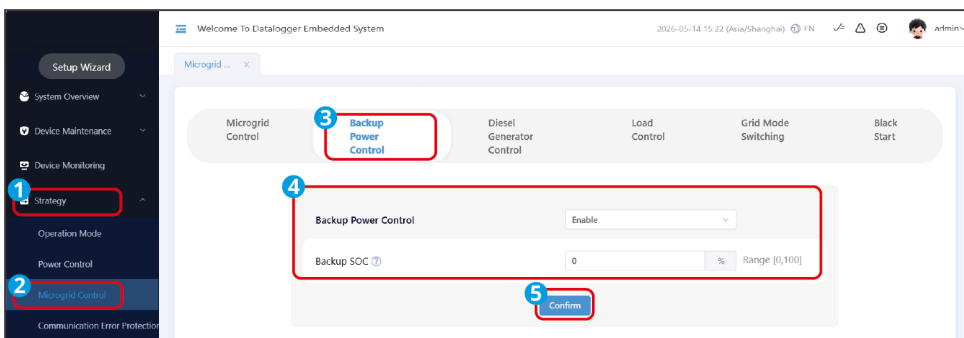 Welcome To Datalogger Embedded System
2026-05-14 15:22 (Asia/Shanghai) EN
admin
Setup Wizard
Microgrid ... ×
System Overview
Device Maintenance
Device Monitoring
1
Strategy
Operation Mode
Power Control
2
Microgrid Control
Communication Error Protection
Microgrid
Control
3
Backup
Power
Control
Diesel
Generator
Control
Load
Control
Grid Mode
Switching
Black
Start
4
Backup Power Control Enable
Backup SOC ? 0 % Range [0,100]
5
Confirm